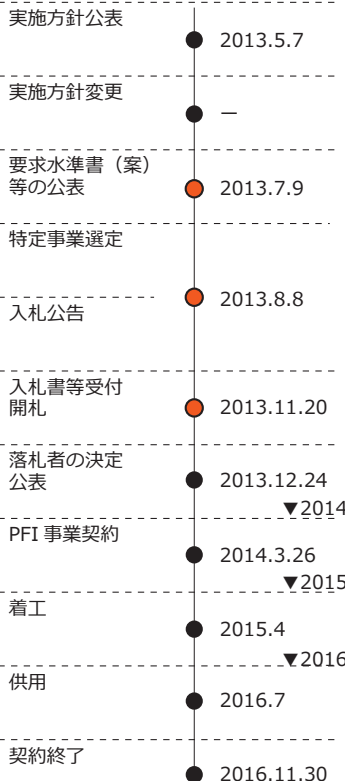 実施方針公表
2013.5.7
実施方針変更
—
要求水準書（案）
等の公表
2013.7.9
特定事業選定
2013.8.8
入札公告
入札書等受付
開札
2013.11.20
落札者の決定
公表
2013.12.24
▼2014
PFI 事業契約
2014.3.26
▼2015
着工
2015.4
▼2016
供用
2016.7
契約終了
2016.11.30